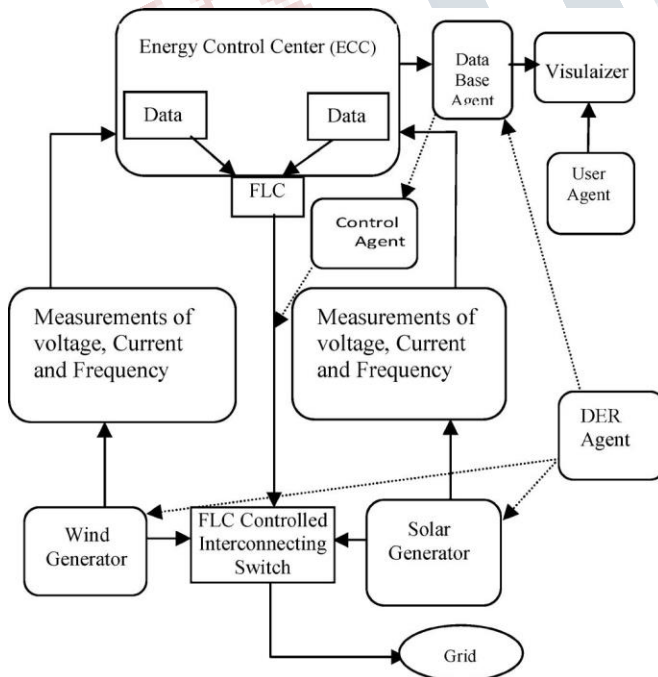 Energy Control Center (ECC)
Data
Data
FLC
Data
Base
Agent
Visulaizer
User
Agent
Control
Agent
Measurements of
voltage, Current
and Frequency
Measurements of
voltage, Current
and Frequency
DER
Agent
Wind
Generator
FLC Controlled
Interconnecting
Switch
Solar
Generator
Grid